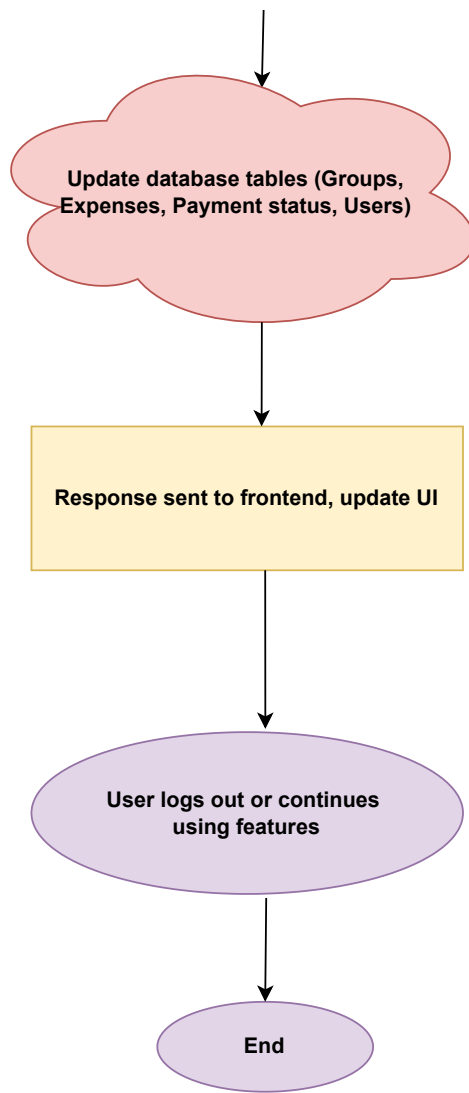 Update database tables (Groups,
Expenses, Payment status, Users)
Response sent to frontend, update UI
User logs out or continues
using features
End